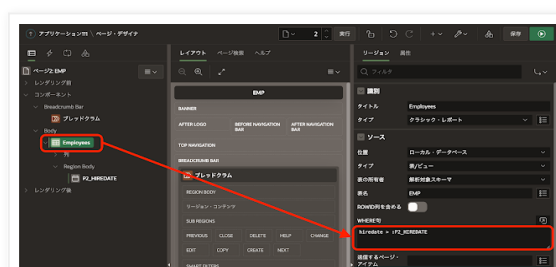 アプリケーション111 \ ページ・デザイナ
2
実行
保存
ページ2: EMP
レンダリング前
コンポーネント
Breadcrumb Bar
ブレッドクラム
Body
Employees
列
Region Body
P2_HIREDATE
レンダリング後
レイアウト
ページ検索
ヘルプ
EMP
BANNER
AFTER LOGO
BEFORE NAVIGATION BAR
AFTER NAVIGATION BAR
TOP NAVIGATION
BREADCRUMB BAR
ブレッドクラム
REGION BODY
リージョン・コンテンツ
SUB REGIONS
PREVIOUS
CLOSE
DELETE
HELP
CHANGE
EDIT
COPY
CREATE
NEXT
SMART FILTERS
リージョン
属性
フィルタ
識別
タイトル
Employees
タイプ
クラシック・レポート
ソース
位置
ローカル・データベース
タイプ
表/ビュー
表の所有者
解析対象スキーマ
表名
EMP
ROWID列を含める
WHERE句
hiredate = :P2_HIREDATE
送信するページ・
アイテム